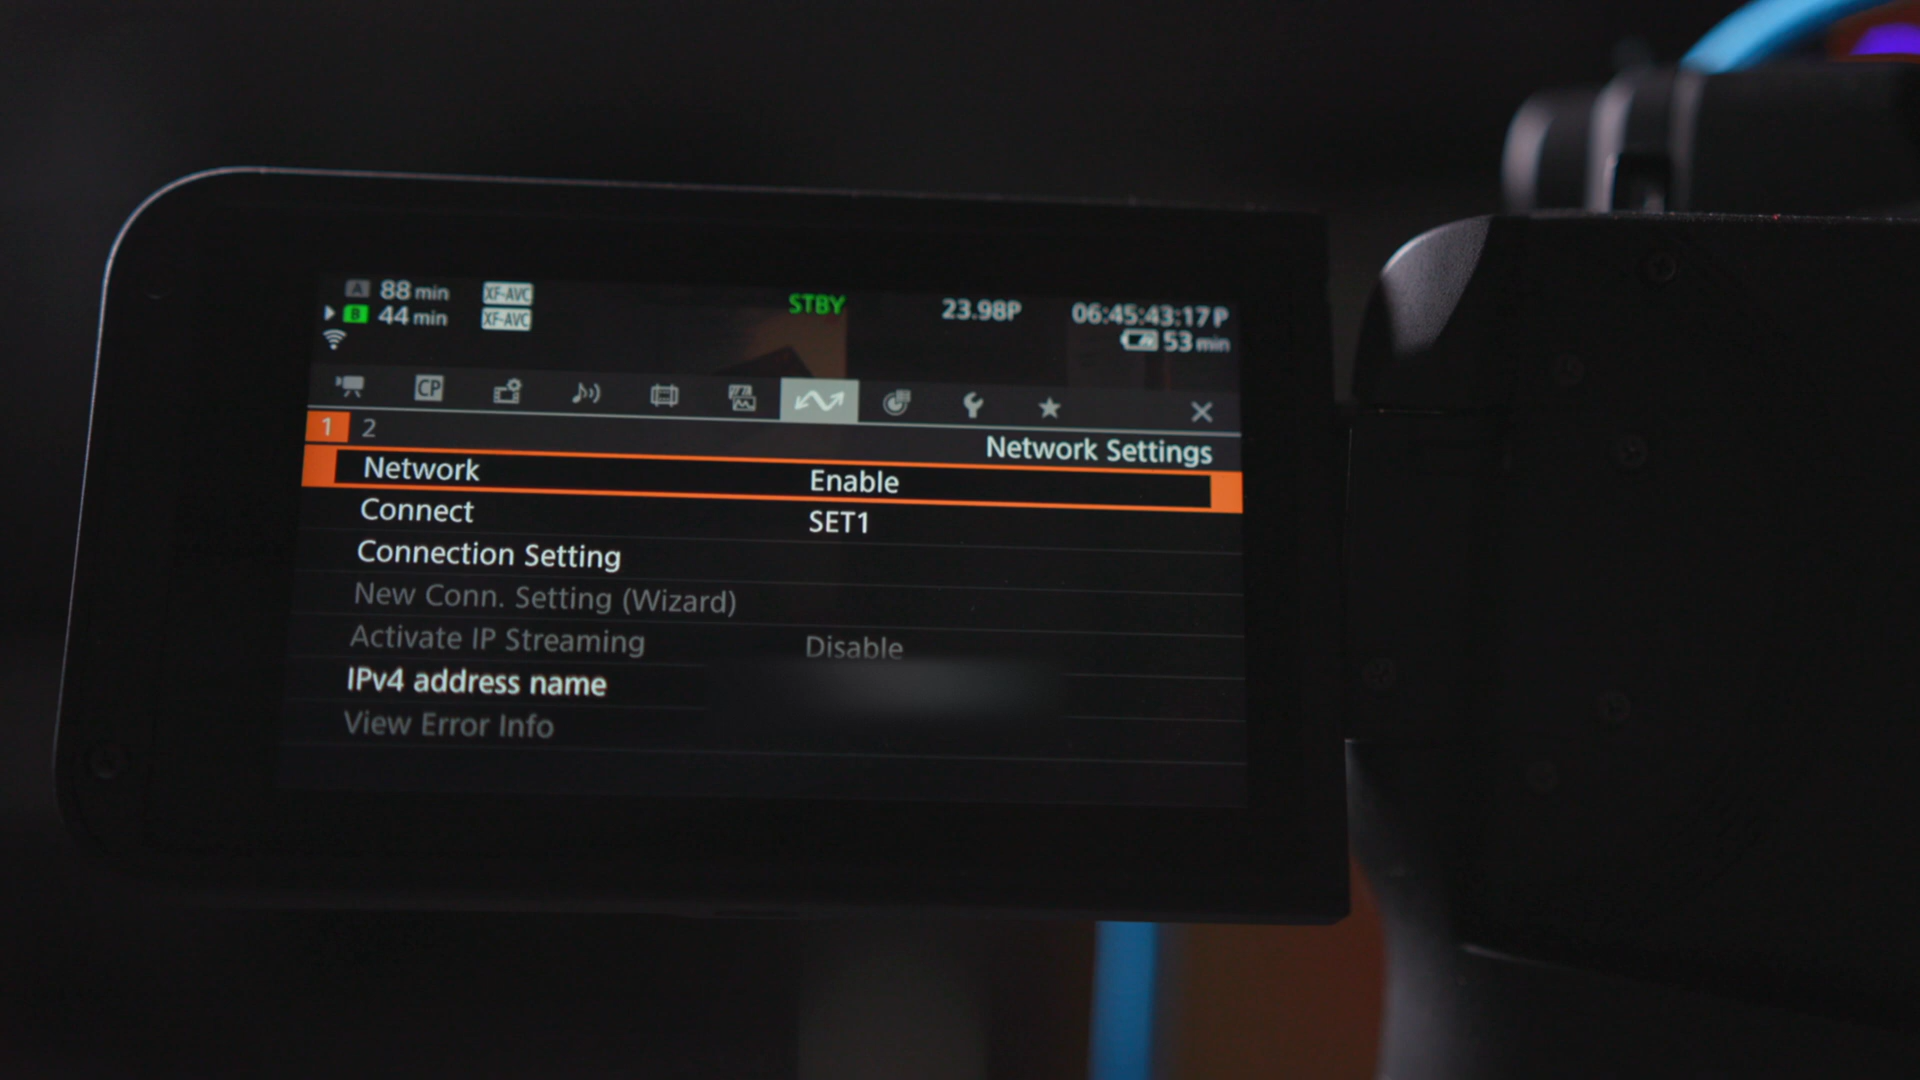 A 88 min XF-AVC STBY 23.98P 06:45:43:17P
B 44 min XF-AVC 53 min
CP
1 2
Network Settings
Network Enable
Connect SET1
Connection Setting
New Conn. Setting (Wizard)
Activate IP Streaming Disable
IPv4 address name
View Error Info